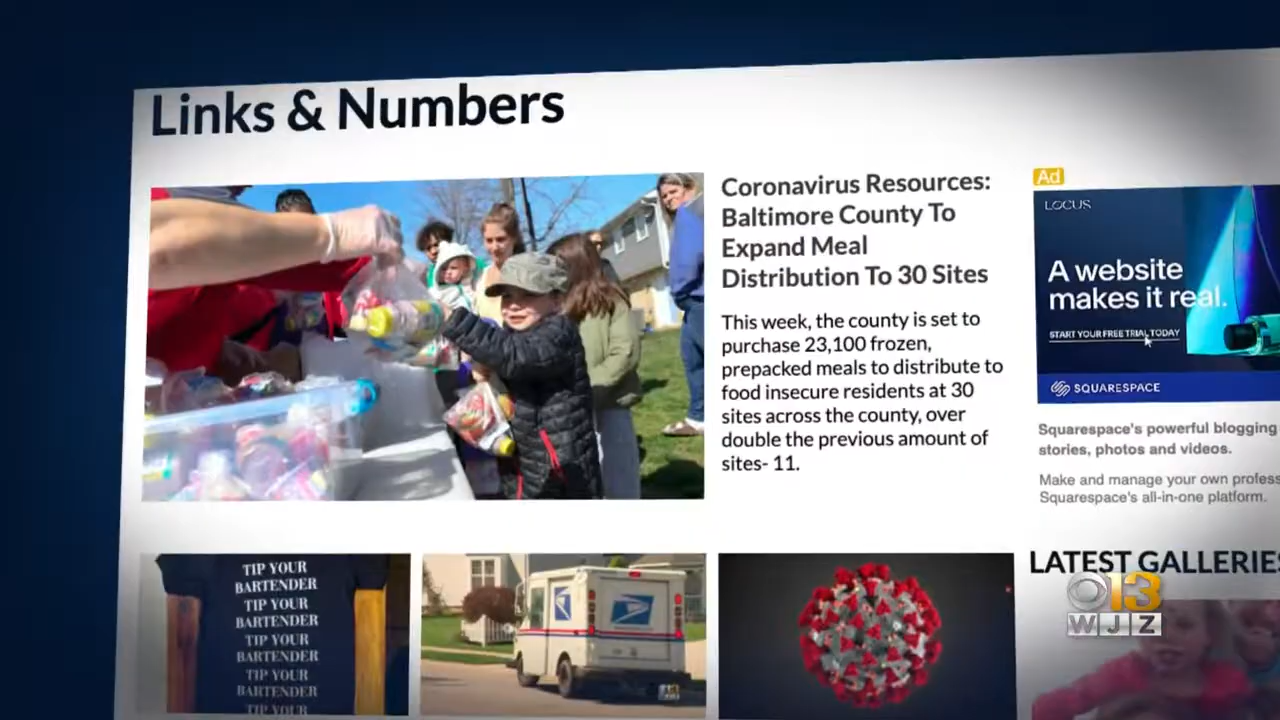 Links & Numbers
Coronavirus Resources:
Baltimore County To
Expand Meal
Distribution To 30 Sites
This week, the county is set to
purchase 23,100 frozen,
prepacked meals to distribute to
food insecure residents at 30
sites across the county, over
double the previous amount of
sites- 11.
Ad
LOCUS
A website
makes it real.
START YOUR FREE TRIAL TODAY
SQUARESPACE
Squarespace's powerful blogging
stories, photos and videos.
Make and manage your own profess
Squarespace's all-in-one platform.
LATEST GALLERIES
TIP YOUR
BARTENDER
TIP YOUR
BARTENDER
TIP YOUR
BARTENDER
TIP YOUR
BARTENDER
TIP YOUR
13
WJZ